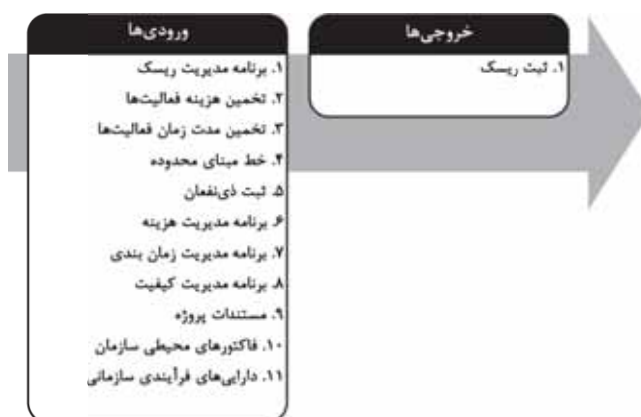 ورودی‌ها
۱. برنامه مدیریت ریسک
۲. تخمین هزینه فعالیت‌ها
۳. تخمین مدت زمان فعالیت‌ها
۴. خط مبنای محدوده
۵. ثبت ذی‌نفعان
۶. برنامه مدیریت هزینه
۷. برنامه مدیریت زمان بندی
۸. برنامه مدیریت کیفیت
۹. مستندات پروژه
۱۰. فاکتورهای محیطی سازمان
۱۱. دارایی‌های فرآیندی سازمانی
خروجی‌ها
۱. ثبت ریسک